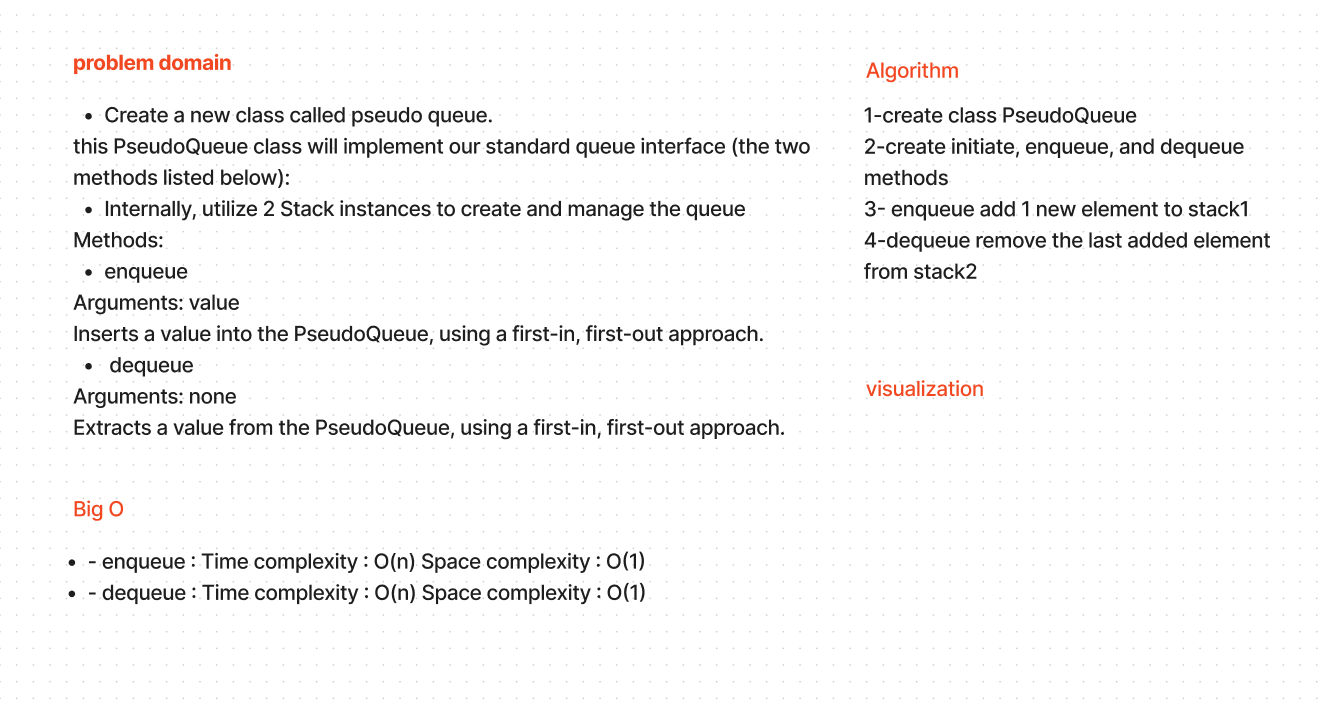 problem domain
• Create a new class called pseudo queue.
this PseudoQueue class will implement our standard queue interface (the two
methods listed below):
• Internally, utilize 2 Stack instances to create and manage the queue
Methods:
• enqueue
Arguments: value
Inserts a value into the PseudoQueue, using a first-in, first-out approach.
• dequeue
Arguments: none
Extracts a value from the PseudoQueue, using a first-in, first-out approach.
Big O
• - enqueue : Time complexity : O(n) Space complexity : O(1)
• - dequeue : Time complexity : O(n) Space complexity : O(1)
Algorithm
1-create class PseudoQueue
2-create initiate, enqueue, and dequeue
methods
3- enqueue add 1 new element to stack1
4-dequeue remove the last added element
from stack2
visualization